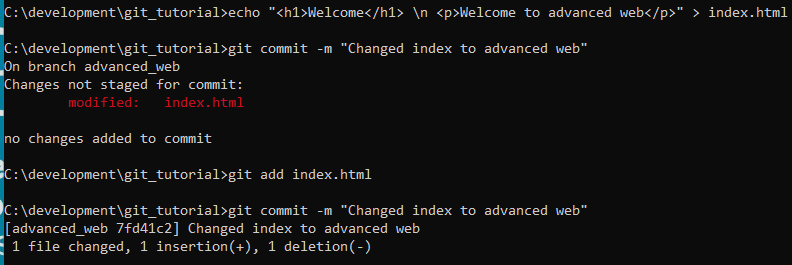 C:\development\git_tutorial>echo "<h1>Welcome</h1> \n <p>Welcome to advanced web</p>" > index.html
C:\development\git_tutorial>git commit -m "Changed index to advanced web"
On branch advanced_web
Changes not staged for commit:
modified: index.html
no changes added to commit
C:\development\git_tutorial>git add index.html
C:\development\git_tutorial>git commit -m "Changed index to advanced web"
[advanced_web 7fd41c2] Changed index to advanced web
1 file changed, 1 insertion(+), 1 deletion(-)